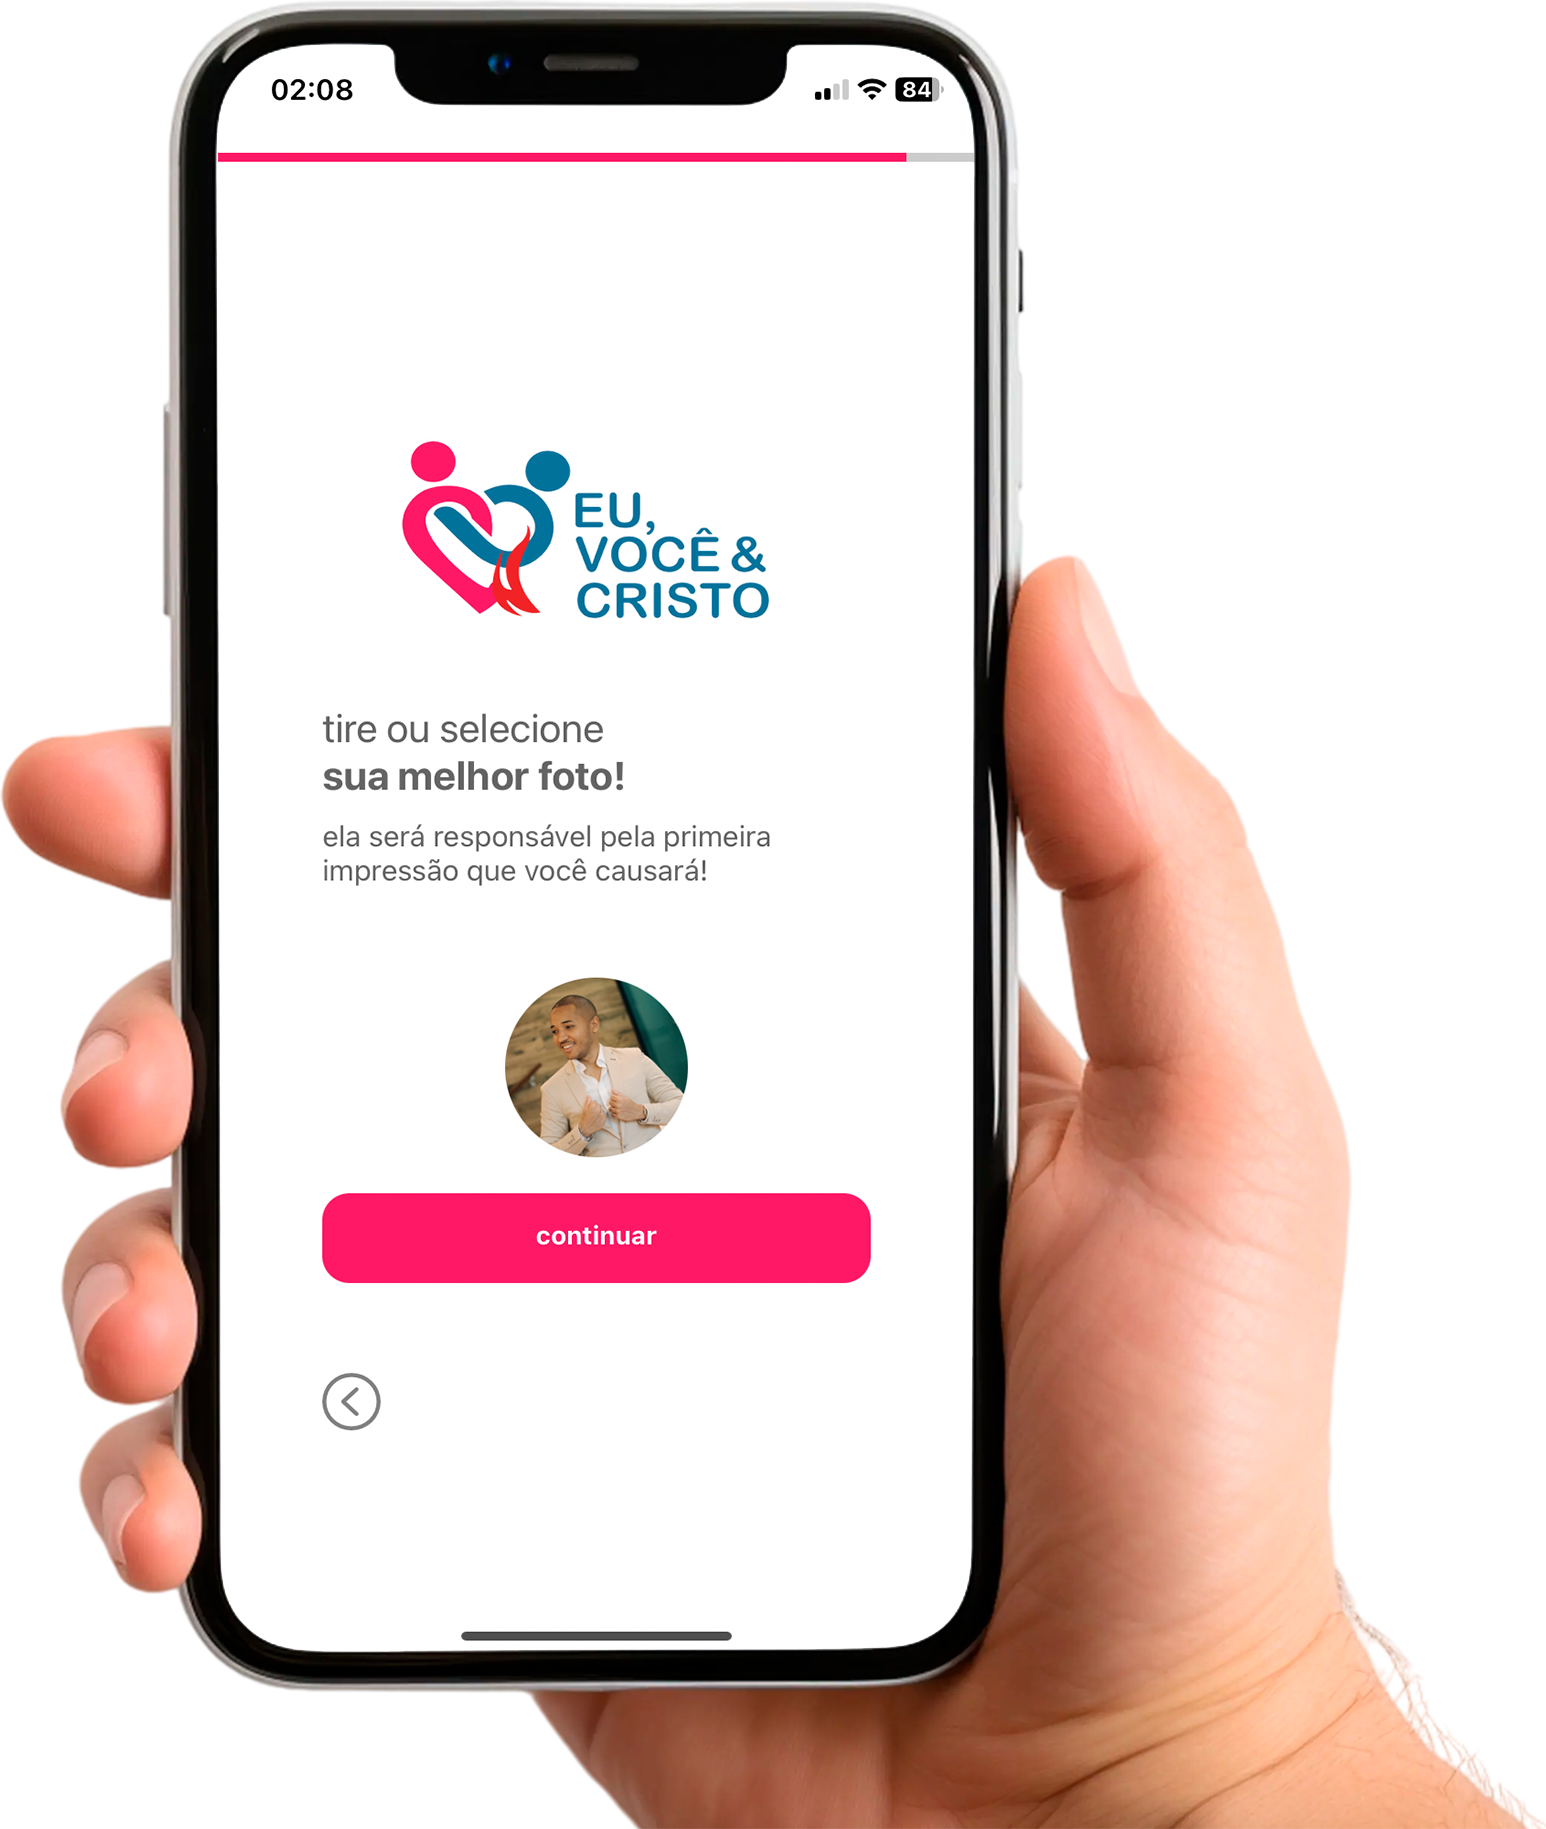 02:08
84
EU,
VOCÊ &
CRISTO
tire ou selecione
sua melhor foto!
ela será responsável pela primeira
impressão que você causará!
continuar